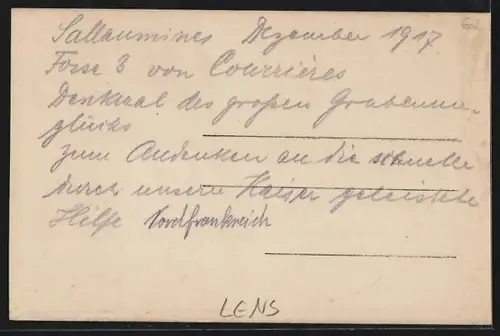 Sallaumines Dezember 1917.
Fosse 3 von Courrières
Denkmal des großen Grubenun-
glücks
zum Andenken an die schnelle
durch unsern Kaiser geleistete
Hilfe Nordfrankreich
LENS